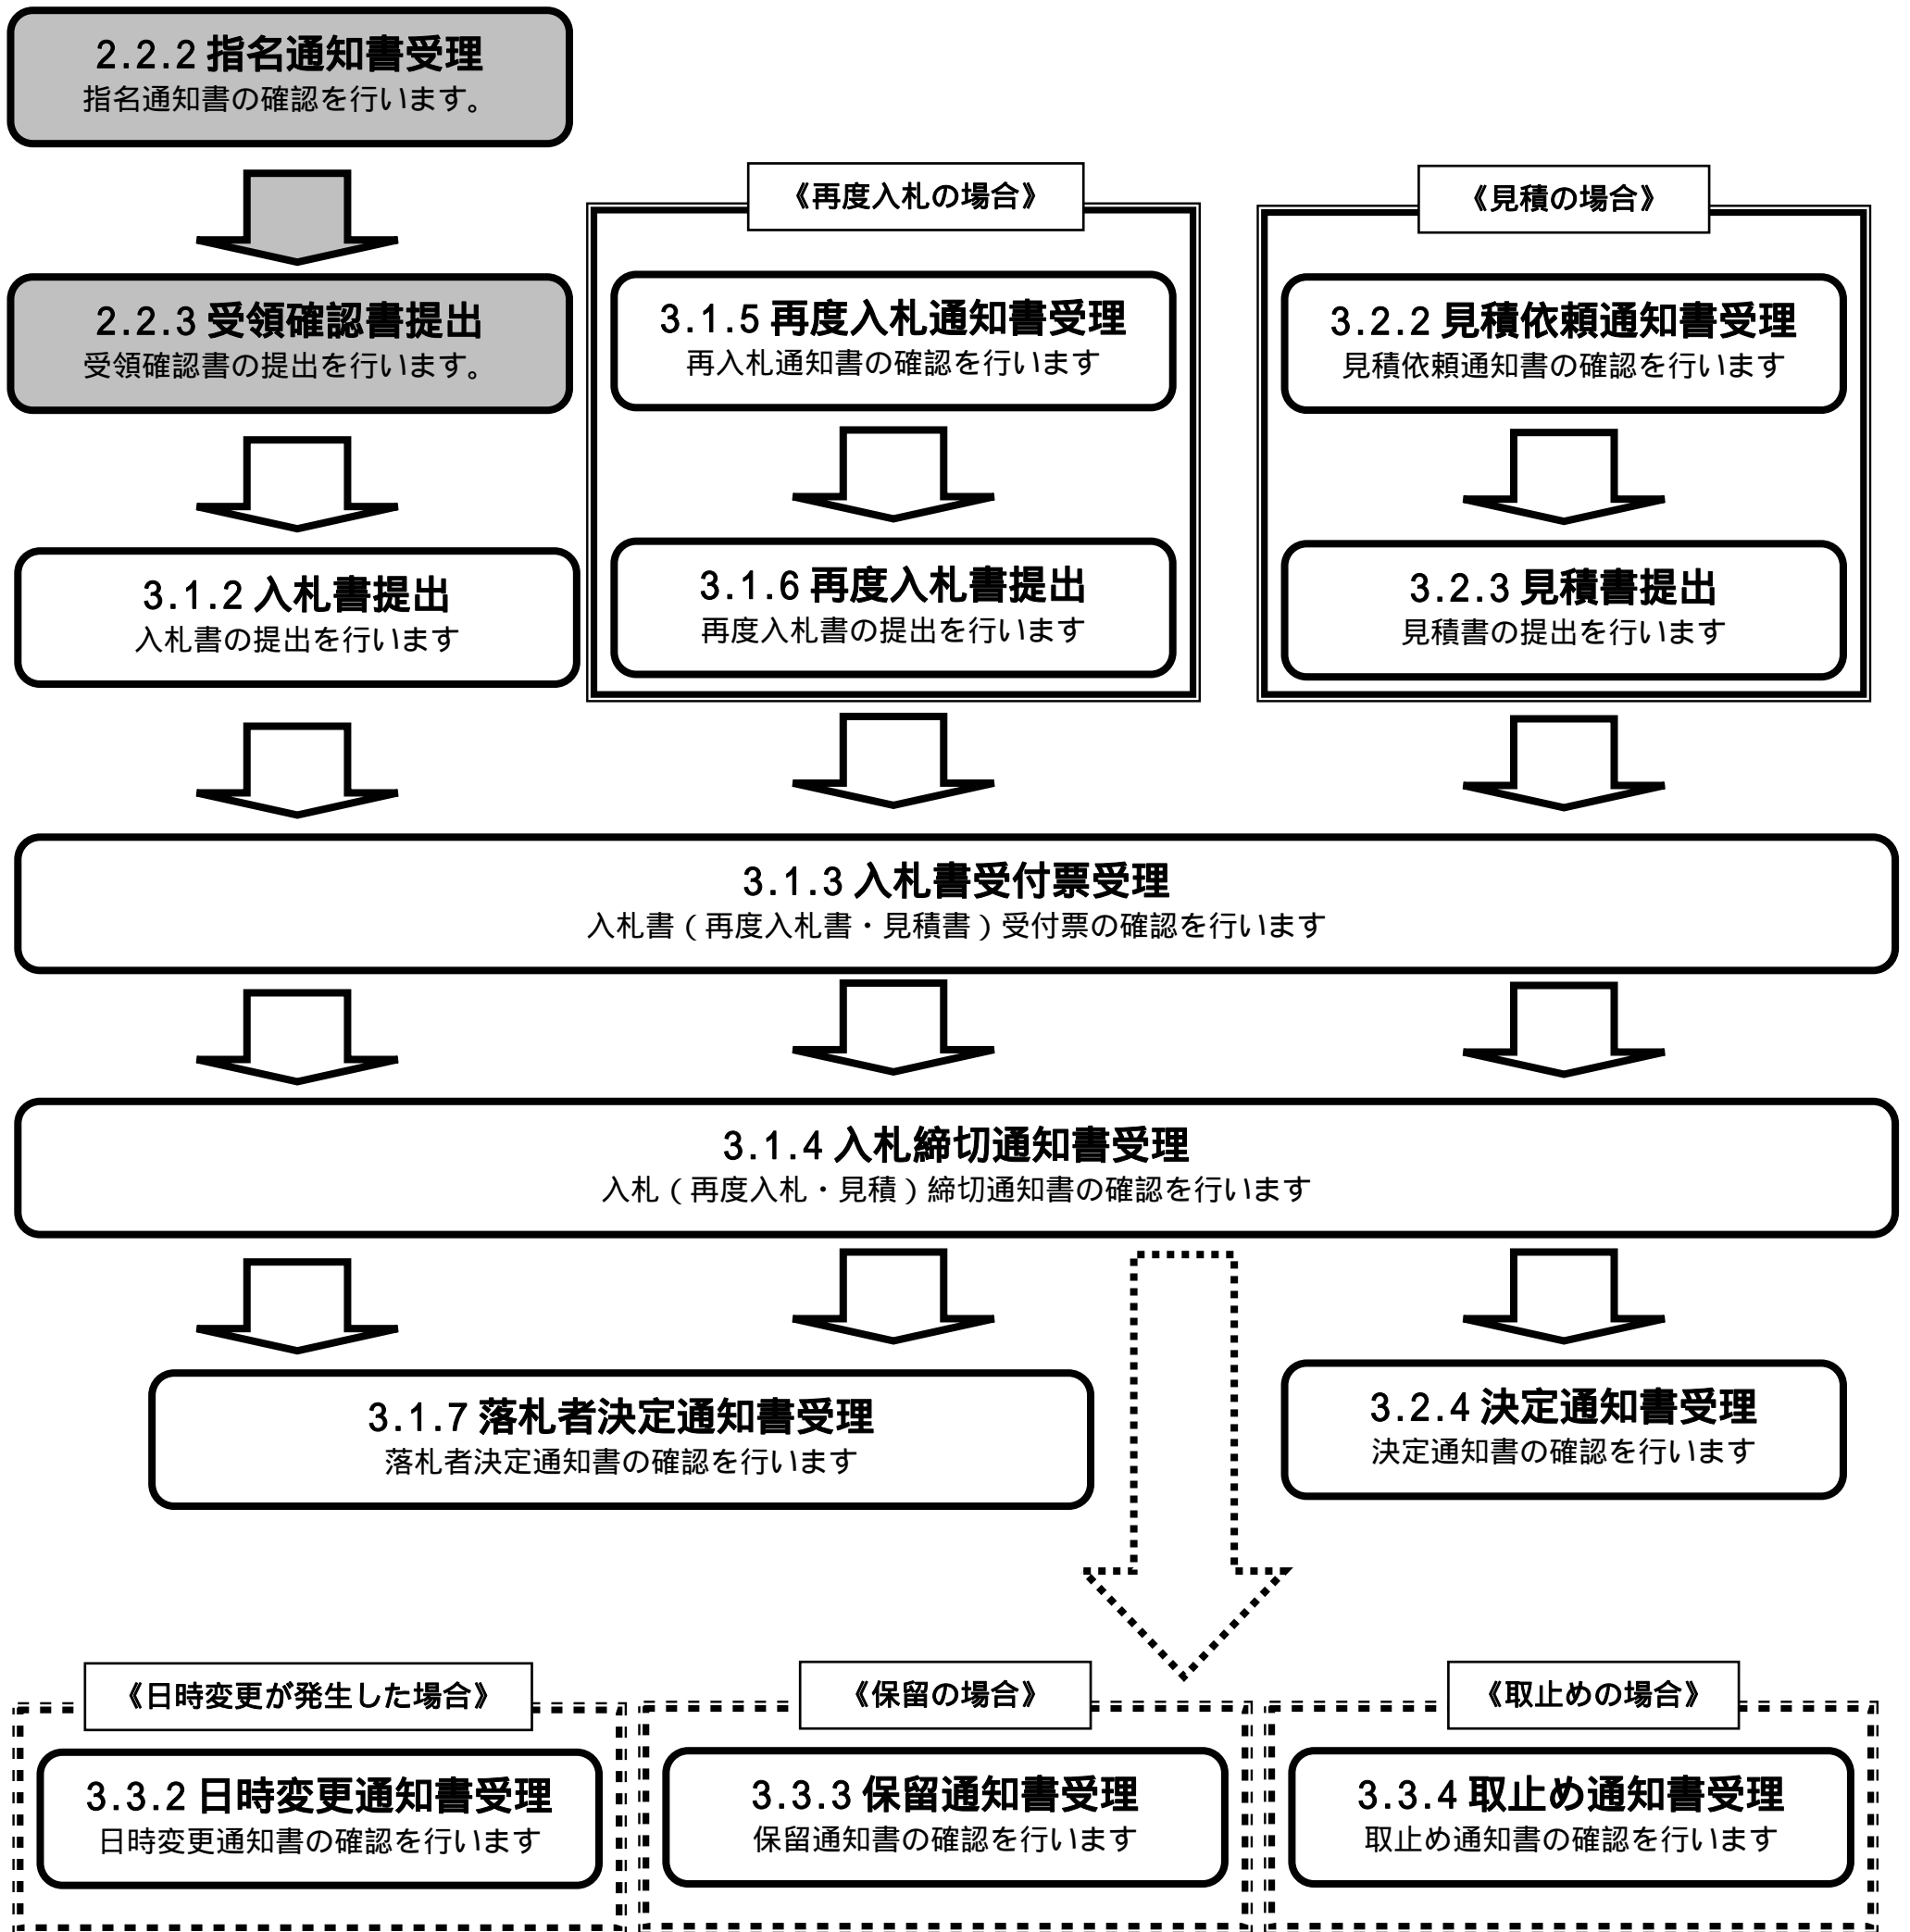 2.2.2 指名通知書受理
指名通知書の確認を行います。
2.2.3 受領確認書提出
受領確認書の提出を行います。
3.1.2 入札書提出
入札書の提出を行います
《再度入札の場合》
3.1.5 再度入札通知書受理
再入札通知書の確認を行います
3.1.6 再度入札書提出
再度入札書の提出を行います
《見積の場合》
3.2.2 見積依頼通知書受理
見積依頼通知書の確認を行います
3.2.3 見積書提出
見積書の提出を行います
3.1.3 入札書受付票受理
入札書（再度入札書・見積書）受付票の確認を行います
3.1.4 入札締切通知書受理
入札（再度入札・見積）締切通知書の確認を行います
3.1.7 落札者決定通知書受理
落札者決定通知書の確認を行います
3.2.4 決定通知書受理
決定通知書の確認を行います
《日時変更が発生した場合》
3.3.2 日時変更通知書受理
日時変更通知書の確認を行います
《保留の場合》
3.3.3 保留通知書受理
保留通知書の確認を行います
《取止めの場合》
3.3.4 取止め通知書受理
取止め通知書の確認を行います